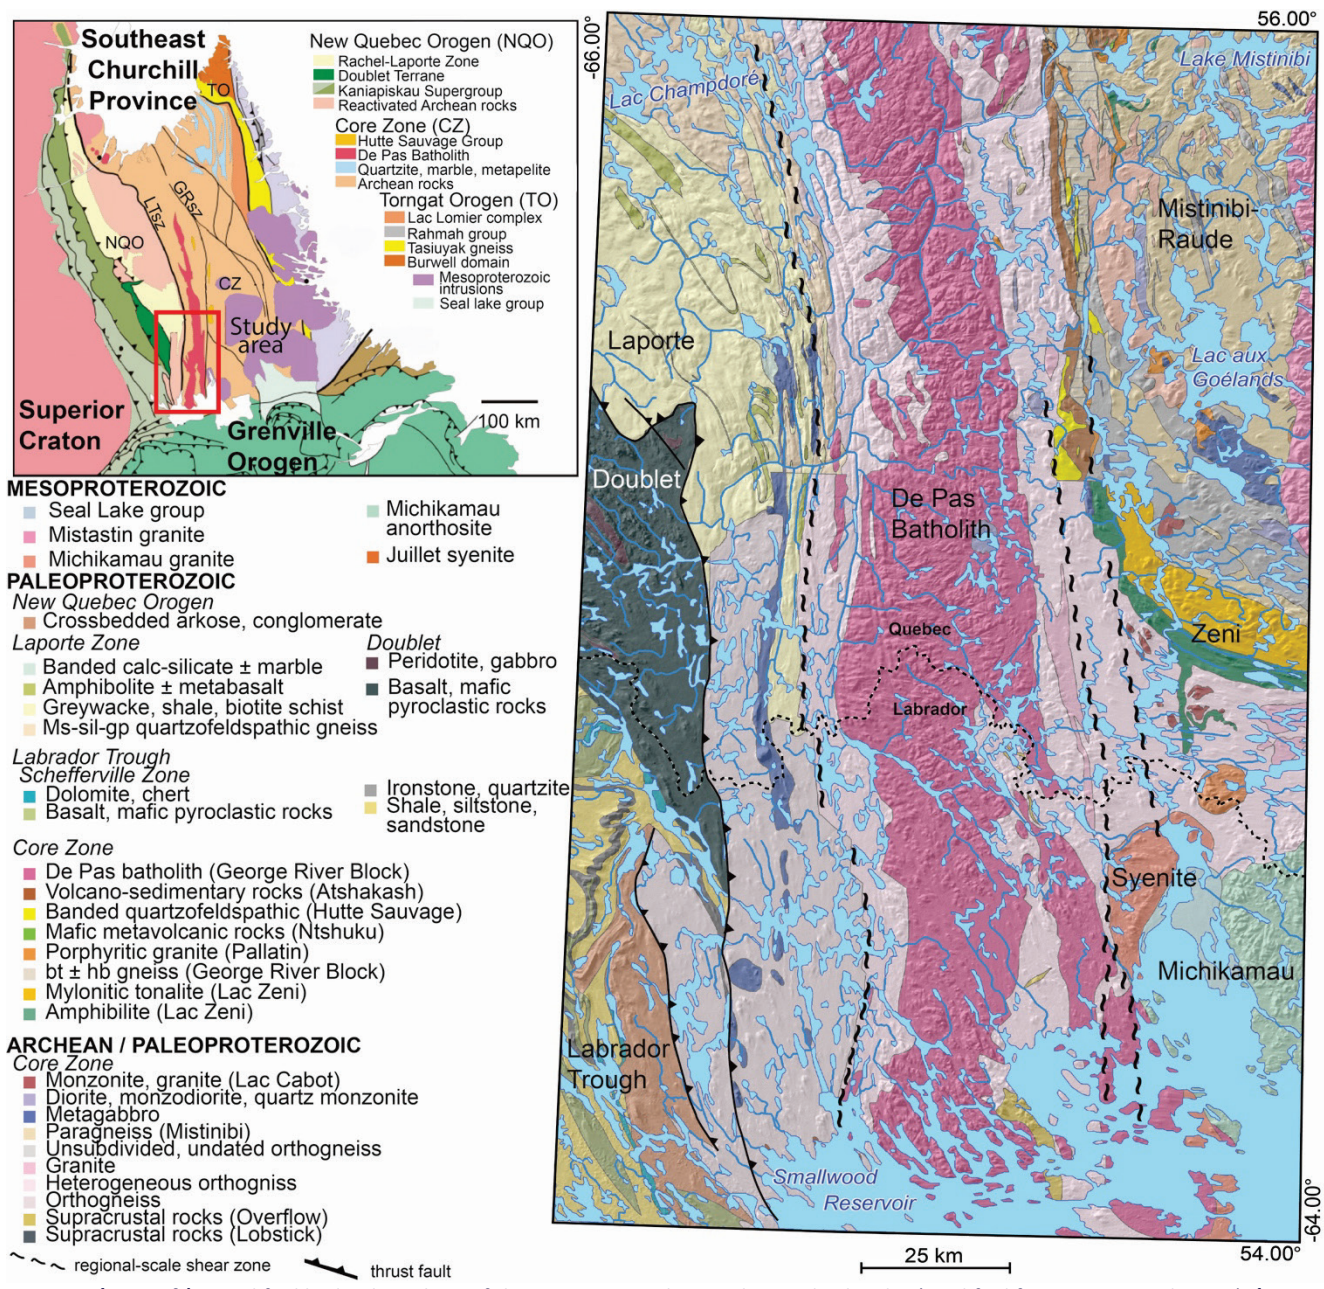 Southeast
Churchill
Province
New Quebec Orogen (NQO)
Rachel-Laporte Zone
Doublet Terrane
Kaniapiskau Supergroup
Reactivated Archean rocks
Core Zone (CZ)
Hutte Sauvage Group
De Pas Batholith
Quartzite, marble, metapelite
Archean rocks
Torngat Orogen (TO)
Lac Lomier complex
Rahmah group
Tasiuyak gneiss
Burwell domain
Mesoproterozoic
intrusions
Seal lake group
TO
GRsz
LTsz
NQO
CZ
Study
area
Superior
Craton
Grenville
Orogen
100 km
MESOPROTEROZOIC
Seal Lake group
Mistastin granite
Michikamau granite
Michikamau
anorthosite
Juillet syenite
PALEOPROTEROZOIC
New Quebec Orogen
Crossbedded arkose, conglomerate
Laporte Zone
Banded calc-silicate ± marble
Amphibolite ± metabasalt
Greywacke, shale, biotite schist
Ms-sil-gp quartzofeldspathic gneiss
Doublet
Peridotite, gabbro
Basalt, mafic
pyroclastic rocks
Labrador Trough
Schefferville Zone
Dolomite, chert
Basalt, mafic pyroclastic rocks
Ironstone, quartzite
Shale, siltstone,
sandstone
Core Zone
De Pas batholith (George River Block)
Volcano-sedimentary rocks (Atshakash)
Banded quartzofeldspathic (Hutte Sauvage)
Mafic metavolcanic rocks (Ntshuku)
Porphyritic granite (Pallatin)
bt ± hb gneiss (George River Block)
Mylonitic tonalite (Lac Zeni)
Amphibilite (Lac Zeni)
ARCHEAN / PALEOPROTEROZOIC
Core Zone
Monzonite, granite (Lac Cabot)
Diorite, monzodiorite, quartz monzonite
Metagabbro
Paragneiss (Mistinibi)
Unsubdivided, undated orthogneiss
Granite
Heterogeneous orthogniss
Orthogneiss
Supracrustal rocks (Overflow)
Supracrustal rocks (Lobstick)
regional-scale shear zone
thrust fault
56.00°
-66.00°
Lac Champdoré
Lake Mistinibi
Mistinibi-
Raude
Laporte
Lac aux
Goélands
Doublet
De Pas
Batholith
Zeni
Quebec
Labrador
Syenite
Michikamau
Labrador
Trough
Smallwood
Reservoir
-64.00°
54.00°
25 km